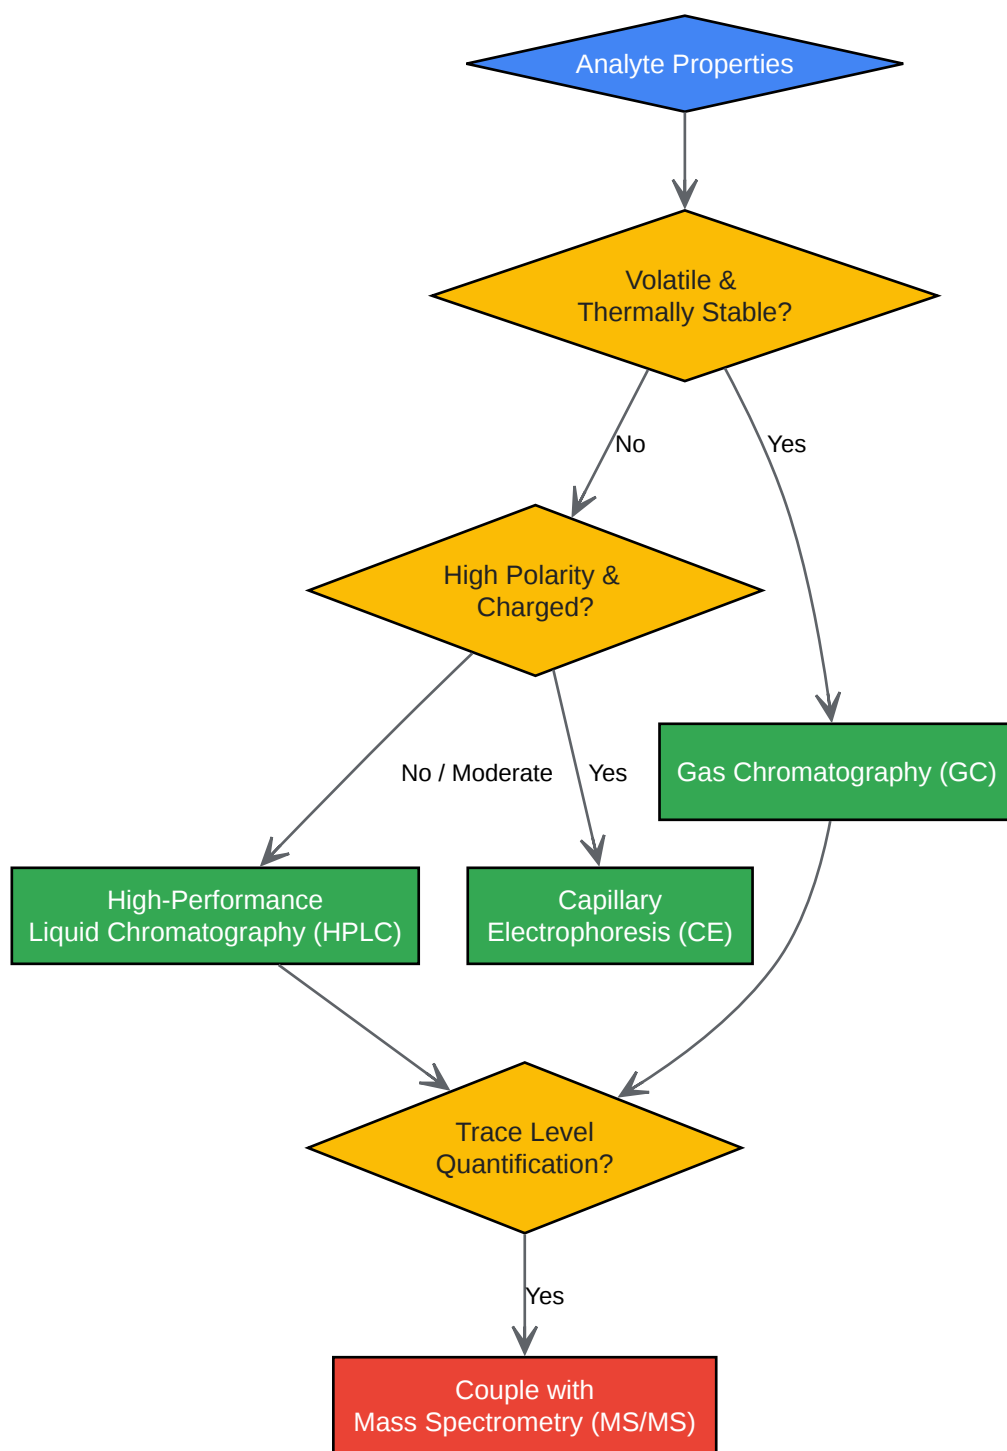 Analyte Properties
Volatile &
Thermally Stable?
No
Yes
High Polarity &
Charged?
No / Moderate
Yes
Gas Chromatography (GC)
High-Performance
Liquid Chromatography (HPLC)
Capillary
Electrophoresis (CE)
Trace Level
Quantification?
Yes
Couple with
Mass Spectrometry (MS/MS)